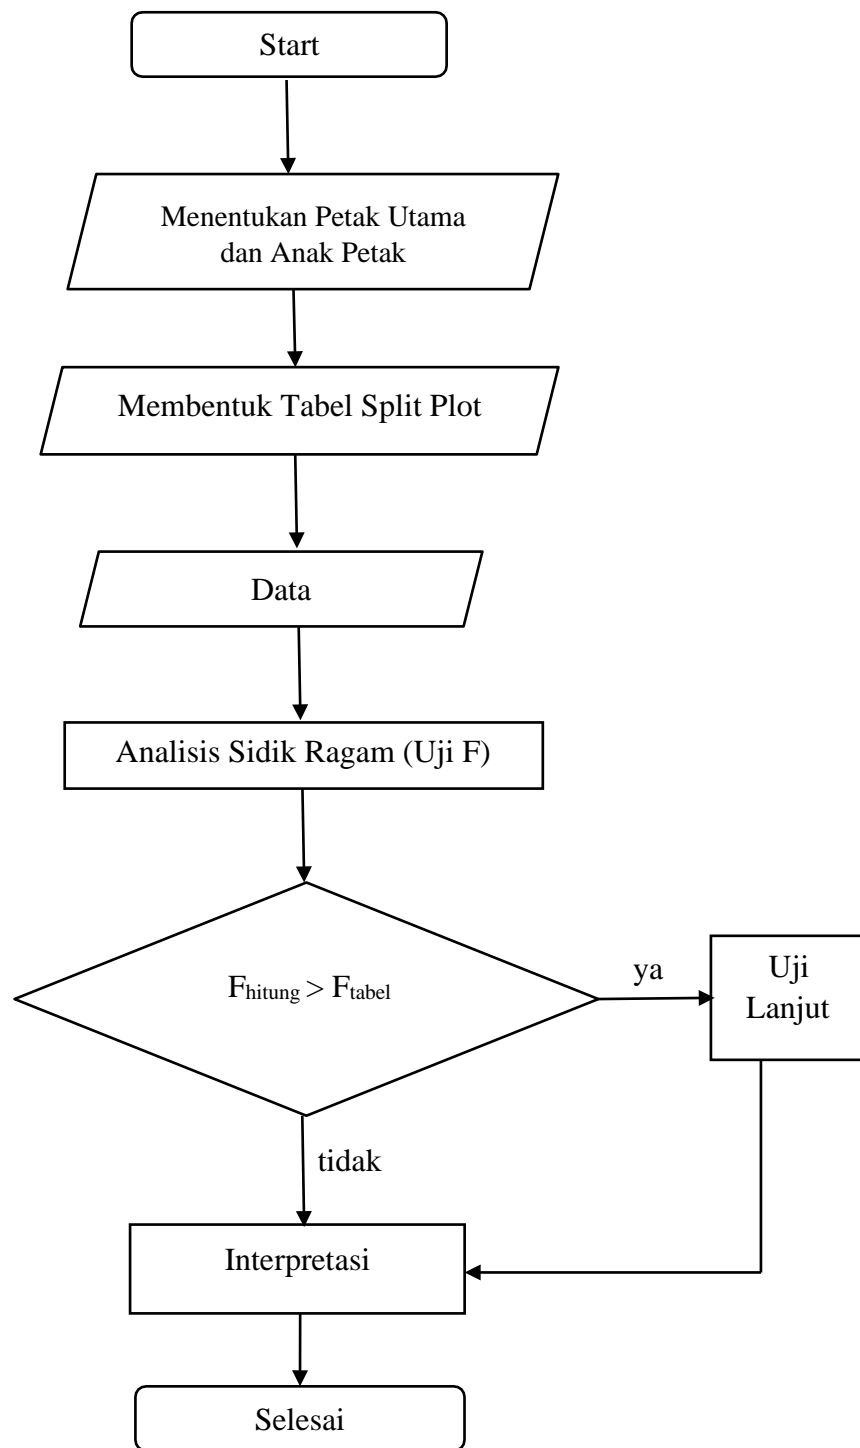 Start
Menentukan Petak Utama
dan Anak Petak
Membentuk Tabel Split Plot
Data
Analisis Sidik Ragam (Uji F)
Fhitung > Ftabel
ya
Uji
Lanjut
tidak
Interpretasi
Selesai